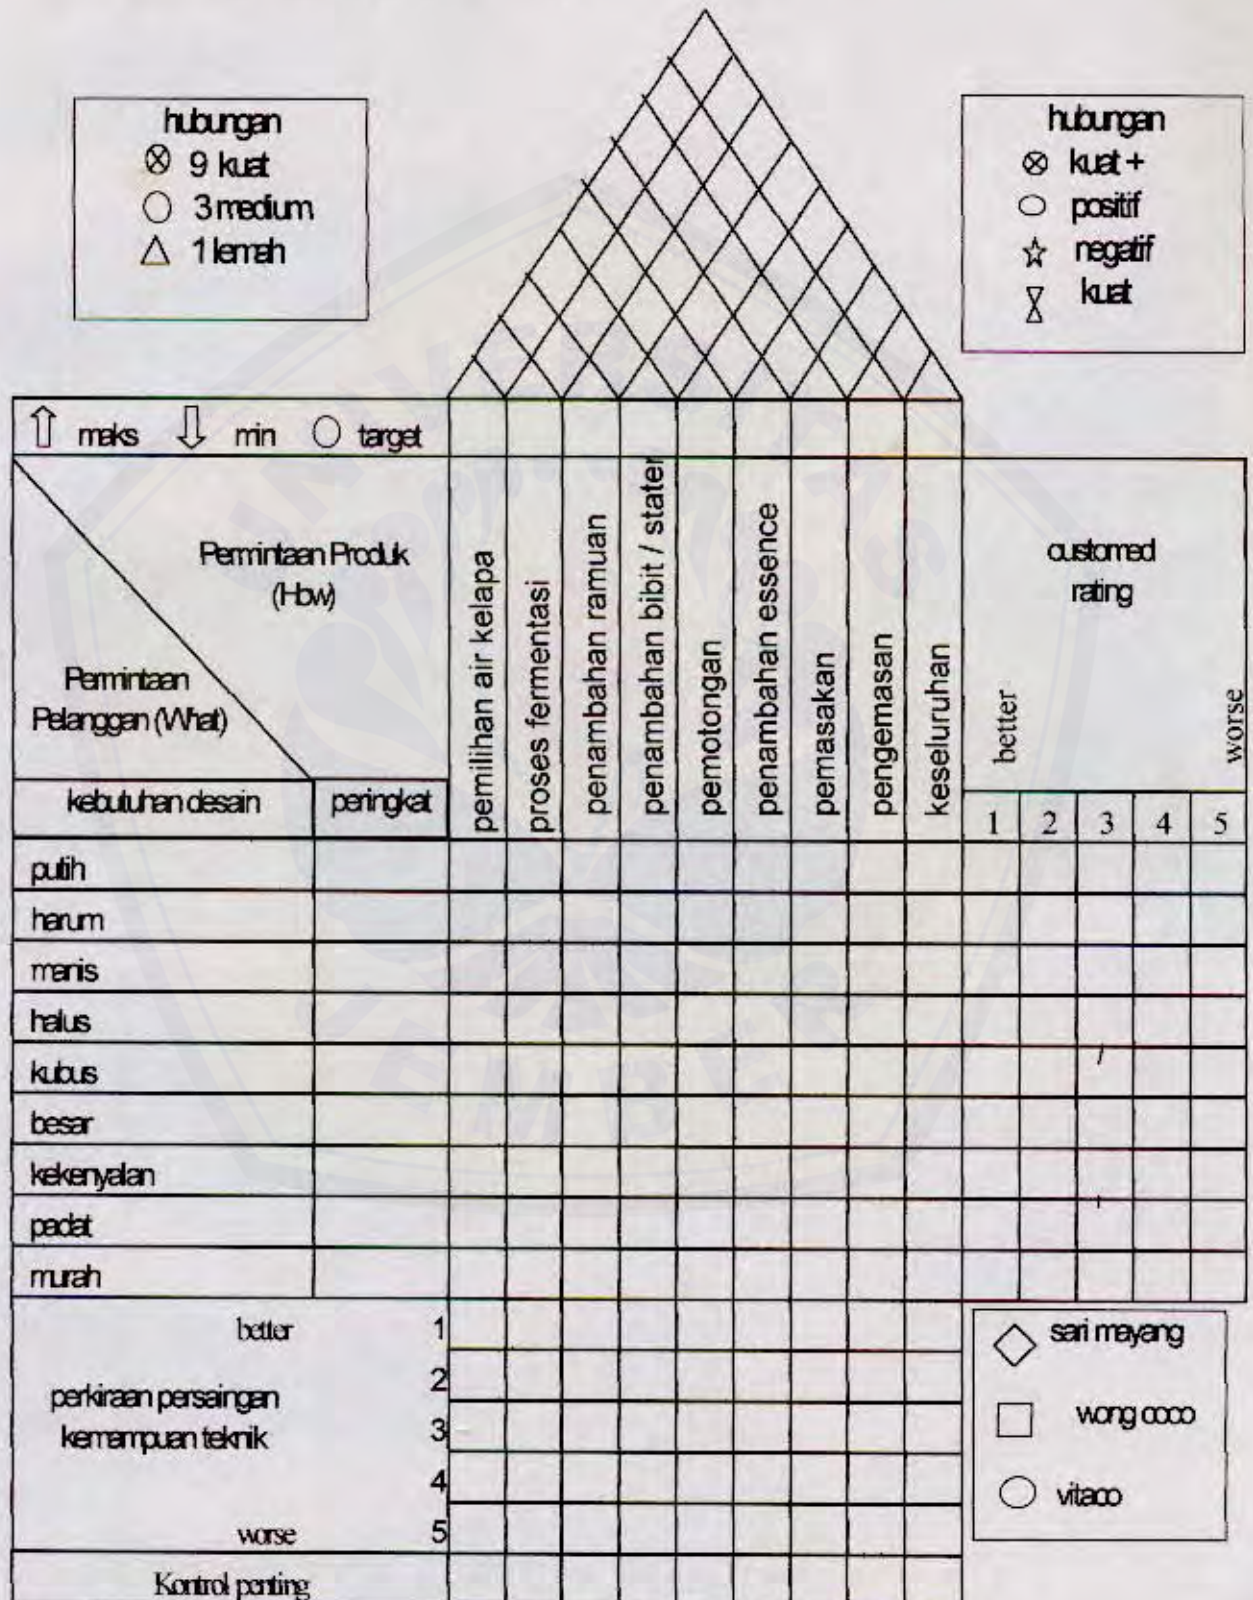 hubungan
⊗ 9 kuat
○ 3 medium
△ 1 lemah
hubungan
⊗ kuat +
○ positif
☆ negatif
kuat
⇧ maks ⇩ min ○ target
Permintaan Produk
(How)
Permintaan
Pelanggan (What)
kebutuhan desain peringkat
pemilihan air kelapa
proses fermentasi
penambahan ramuan
penambahan bibit / stater
pemotongan
penambahan essence
pemasakan
pengemasan
keseluruhan
customed
rating
better
worse
1 2 3 4 5
putih
harum
manis
halus
kubus
besar
kekenyalan
padat
murah
better 1
2
perkiraan persaingan
kemampuan teknik
3
4
worse 5
Kontrol penting
◇ sari mayang
□ wong coco
○ vitaco
UNIVERSITAS
JEMBER